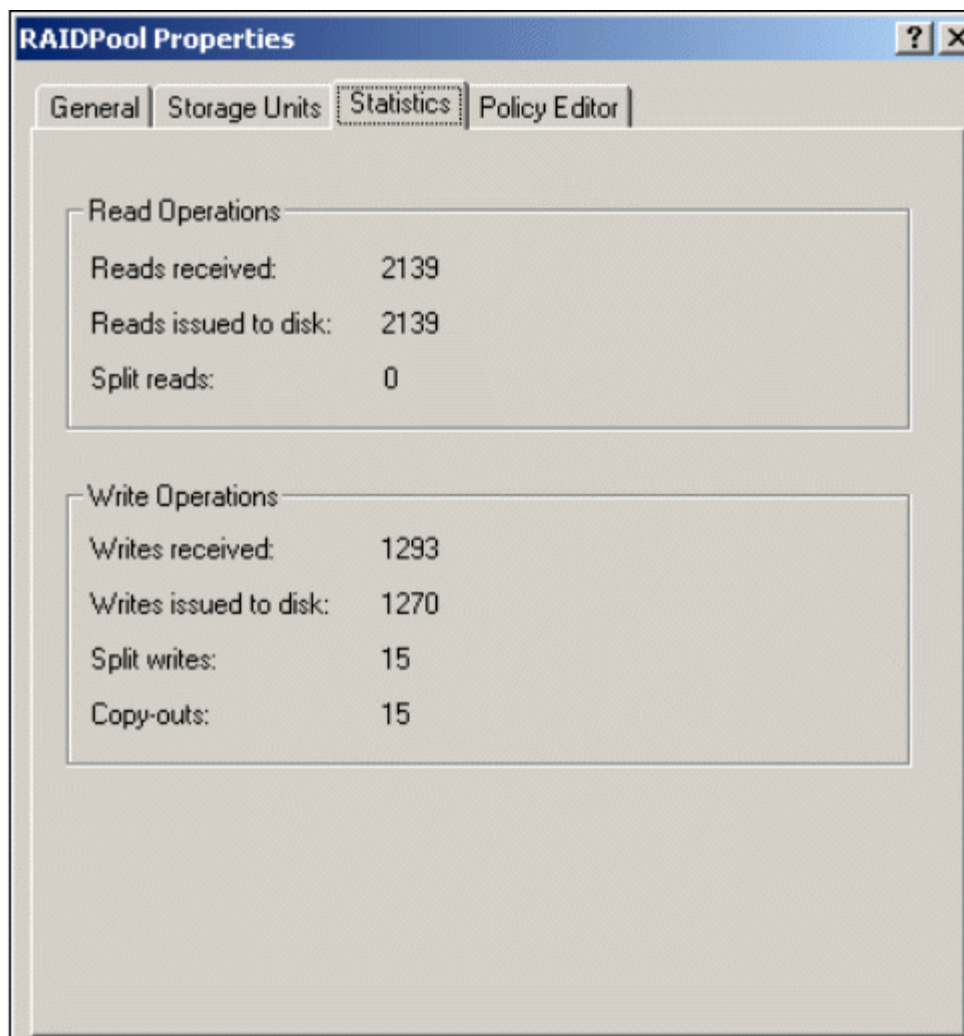 RAIDPool Properties
General Storage Units Statistics Policy Editor
Read Operations
Reads received: 2139
Reads issued to disk: 2139
Split reads: 0
Write Operations
Writes received: 1293
Writes issued to disk: 1270
Split writes: 15
Copy-outs: 15